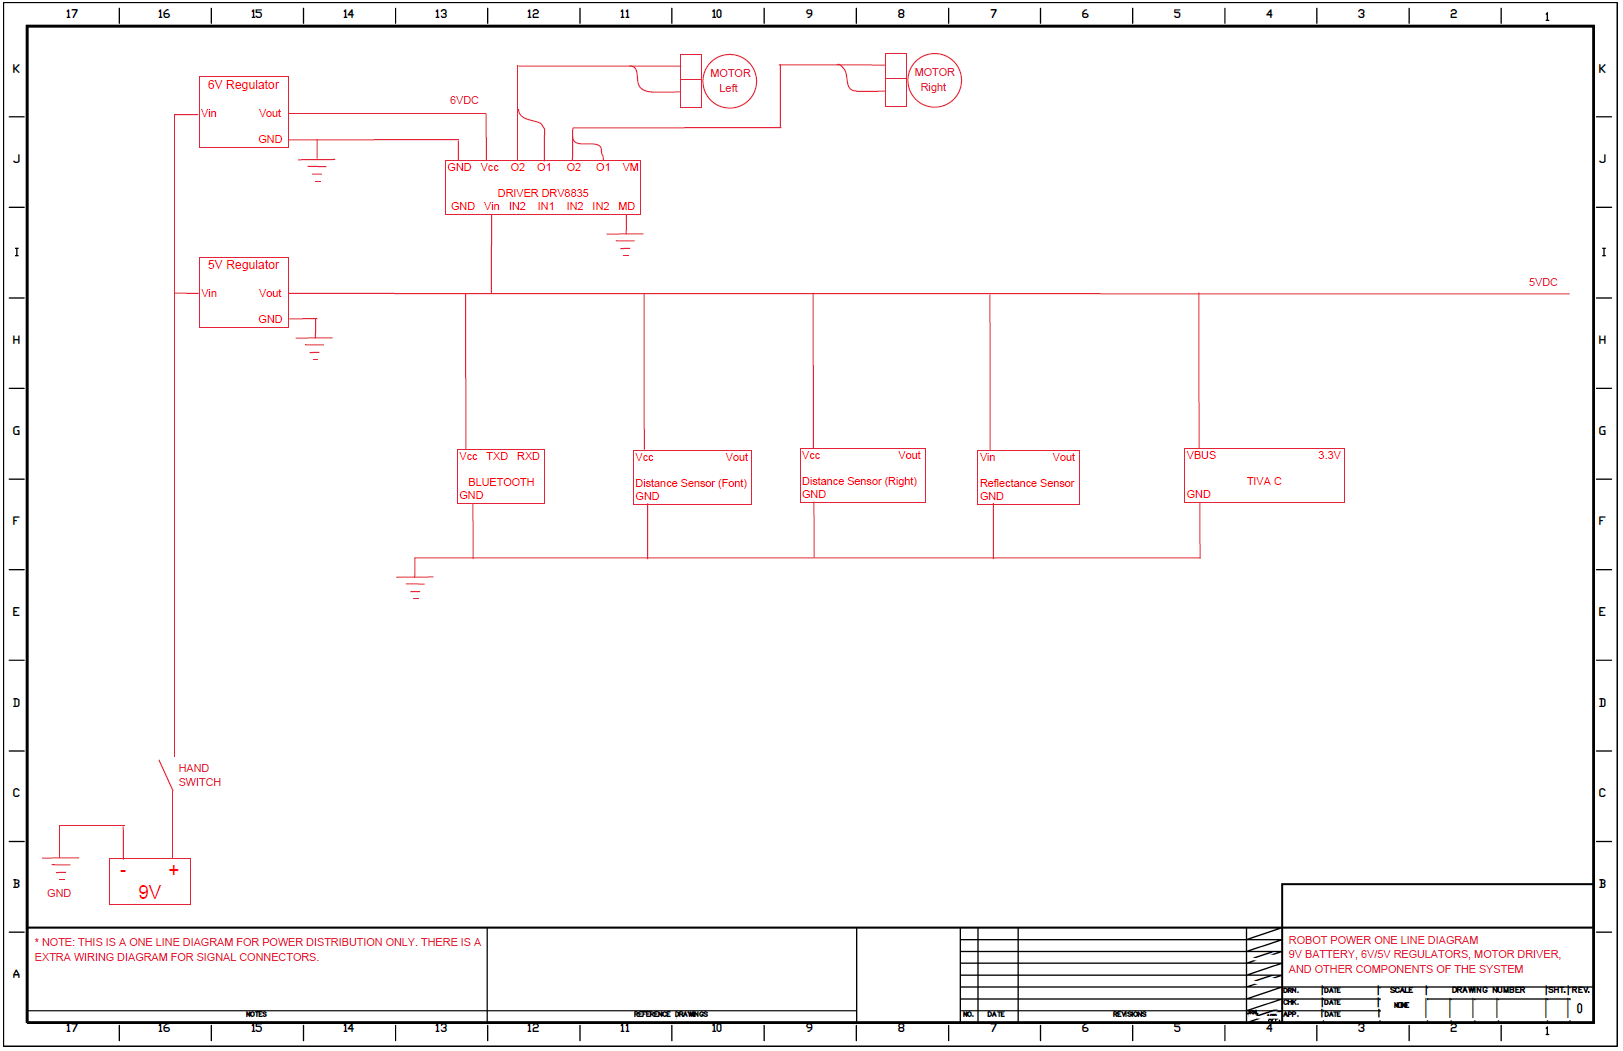 17 16 15 14 13 12 11 10 9 8 7 6 5 4 3 2 1
K K
6V Regulator
Vin Vout
GND
6VDC
MOTOR
Left
MOTOR
Right
J J
GND Vcc O2 O1 O2 O1 VM
DRIVER DRV8835
GND Vin IN2 IN1 IN2 IN2 MD
I I
5V Regulator
Vin Vout
GND
5VDC
H H
G G
Vcc TXD RXD
BLUETOOTH
GND
Vcc Vout
Distance Sensor (Font)
GND
Vcc Vout
Distance Sensor (Right)
GND
Vin Vout
Reflectance Sensor
GND
VBUS 3.3V
TIVA C
GND
F F
E E
D D
HAND
SWITCH
C C
- +
9V
GND
B B
* NOTE: THIS IS A ONE LINE DIAGRAM FOR POWER DISTRIBUTION ONLY. THERE IS A
EXTRA WIRING DIAGRAM FOR SIGNAL CONNECTORS.
A A
NOTES
REFERENCE DRAWINGS
NO. DATE REVISIONS
ROBOT POWER ONE LINE DIAGRAM
9V BATTERY, 6V/5V REGULATORS, MOTOR DRIVER,
AND OTHER COMPONENTS OF THE SYSTEM
DRN. DATE SCALE DRAWING NUMBER SHT. REV.
CHK. DATE NONE 0
APP. DATE
17 16 15 14 13 12 11 10 9 8 7 6 5 4 3 2 1